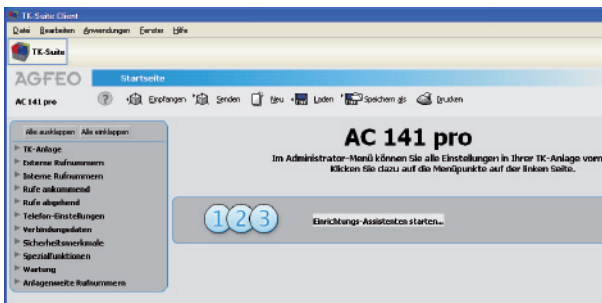 TK-Suite Client
Datei Bearbeiten Anwendungen Fenster Hilfe
TK-Suite
AGFEO Startseite
AC 141 pro ? Empfangen Senden Neu Laden Speichern als Drucken
Alle ausklappen Alle einklappen
TK-Anlage
Externe Rufnummern
Interne Rufnummern
Rufe ankommend
Rufe abgehend
Telefon-Einstellungen
Verbindungsdaten
Sicherheitsmerkmale
Spezialfunktionen
Wartung
Anlagenweite Rufnummern
AC 141 pro
Im Administrator-Menü können Sie alle Einstellungen in Ihrer TK-Anlage vorn
Klicken Sie dazu auf die Menüpunkte auf der linken Seite.
1 2 3 Einrichtungs-Assistenten starten...